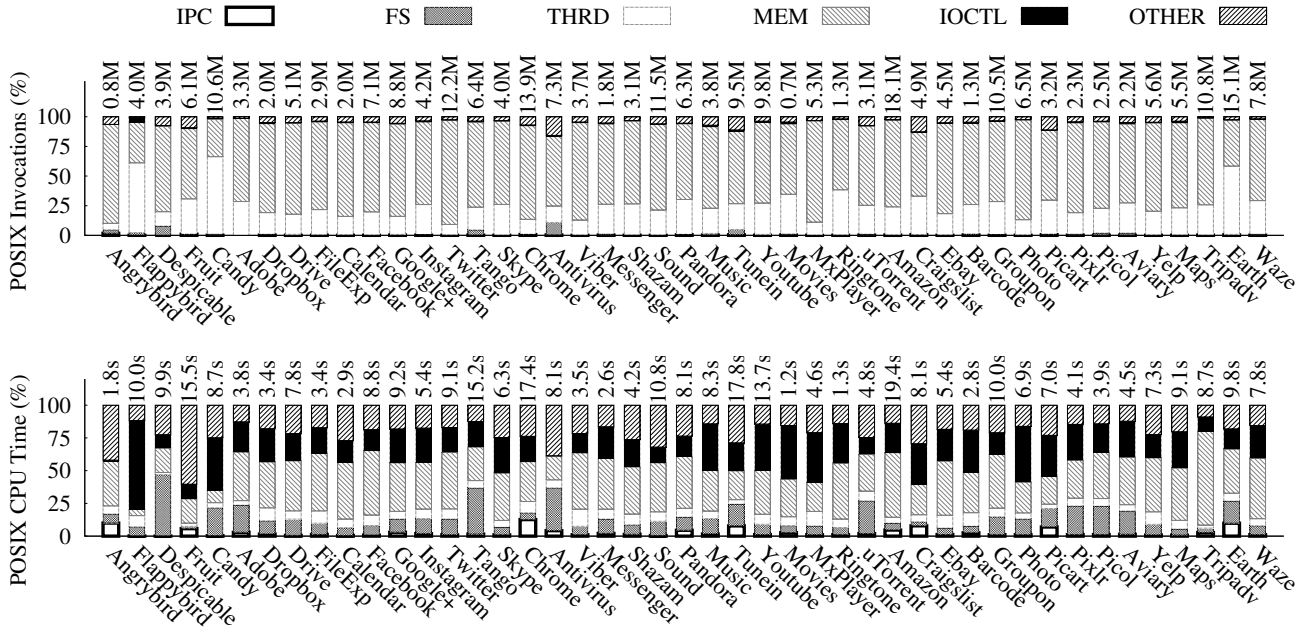 IPC FS THRD MEM IOCTL OTHER
POSIX Invocations (%)
0.8M 4.0M 3.9M 6.1M 10.6M 3.3M 2.0M 5.1M 2.9M 2.0M 7.1M 8.8M 4.2M 12.2M 6.4M 4.0M 13.9M 7.3M 3.7M 1.8M 3.1M 11.5M 6.3M 3.8M 9.5M 9.8M 0.7M 5.3M 1.3M 3.1M 18.1M 4.9M 4.5M 1.3M 10.5M 6.5M 3.2M 2.3M 2.5M 2.2M 5.6M 5.5M 10.8M 15.1M 7.8M
100
75
50
25
0
Angrybird Flappybird Despicable Fruit Candy Adobe Dropbox Drive FileExp Calendar Facebook Google+ Instagram Twitter Tango Skype Chrome Antivirus Viber Messenger Shazam Sound Pandora Music Tunein Youtube Movies MxPlayer Ringtone uTorrent Amazon Craigslist Ebay Barcode Groupon Photo Picart Pixlr Picol Aviary Yelp Maps Tripadv Earth Waze
POSIX CPU Time (%)
1.8s 10.0s 9.9s 15.5s 8.7s 3.8s 3.4s 7.8s 3.4s 2.9s 8.8s 9.2s 5.4s 9.1s 15.2s 6.3s 17.4s 8.1s 3.5s 2.6s 4.2s 10.8s 8.1s 8.3s 17.8s 13.7s 1.2s 4.6s 1.3s 4.8s 19.4s 8.1s 5.4s 2.8s 10.0s 6.9s 7.0s 4.1s 3.9s 4.5s 7.3s 9.1s 8.7s 9.8s 7.8s
100
75
50
25
0
Angrybird Flappybird Despicable Fruit Candy Adobe Dropbox Drive FileExp Calendar Facebook Google+ Instagram Twitter Tango Skype Chrome Antivirus Viber Messenger Shazam Sound Pandora Music Tunein Youtube Movies MxPlayer Ringtone uTorrent Amazon Craigslist Ebay Barcode Groupon Photo Picart Pixlr Picol Aviary Yelp Maps Tripadv Earth Waze